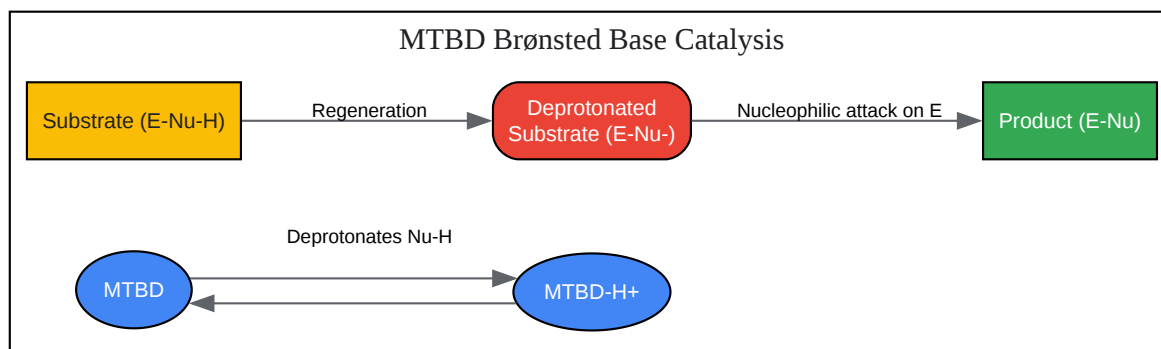 MTBD Brønsted Base Catalysis
Substrate (E-Nu-H)
Regeneration
Deprotonated
Substrate (E-Nu-)
Nucleophilic attack on E
Product (E-Nu)
Deprotonates Nu-H
MTBD
MTBD-H+